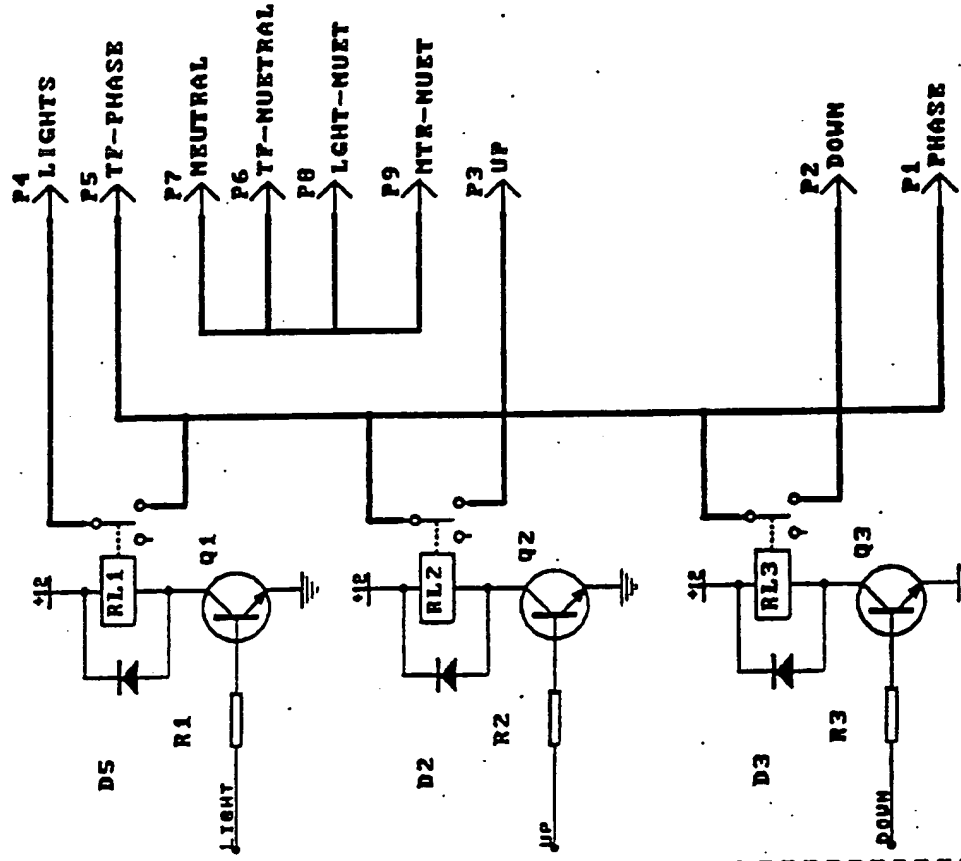 P4 LIGHTS
P5 TF-PHASE
P7 NEUTRAL
P6 TF-NUETRAL
P8 LGHT-NUET
P9 MTR-NUET
P3 UP
P2 DOWN
P1 PHASE
+12
RL1
Q1
D5
R1
LIGHT
+12
RL2
Q2
D2
R2
UP
+12
RL3
Q3
D3
R3
DOWN